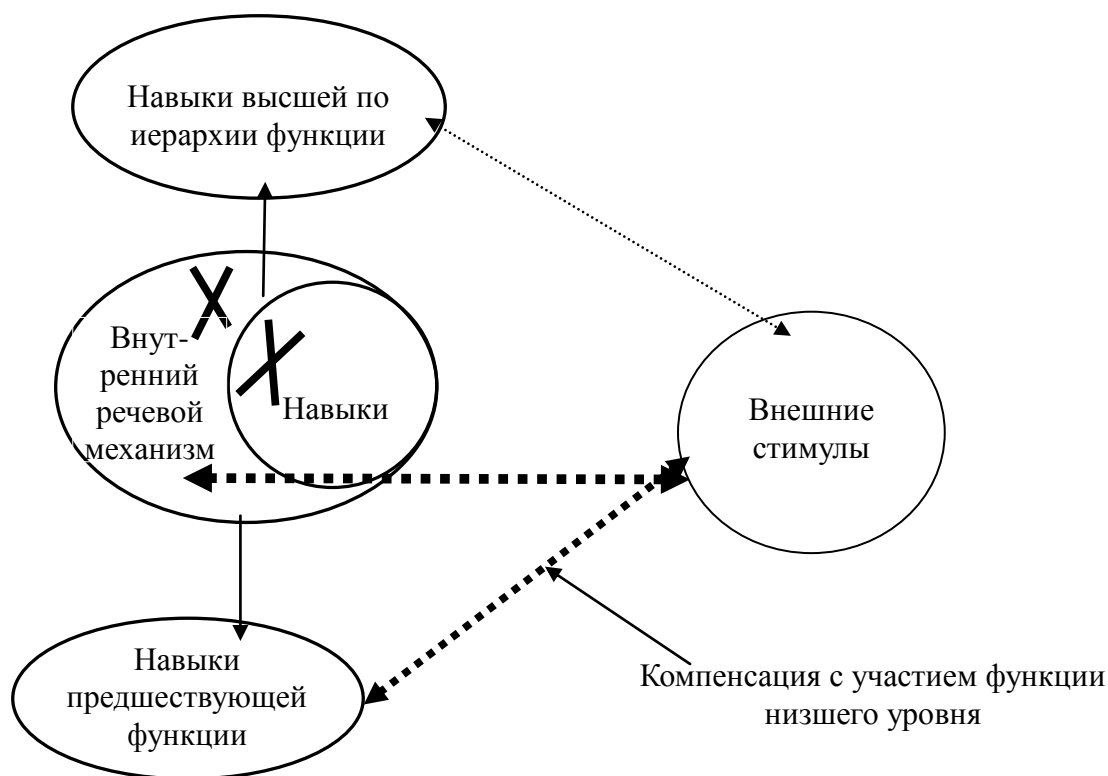 Навыки высшей по
иерархии функции
Внут-
ренний
речевой
механизм
Навыки
Внешние
стимулы
Навыки
предшествующей
функции
Компенсация с участием функции
низшего уровня